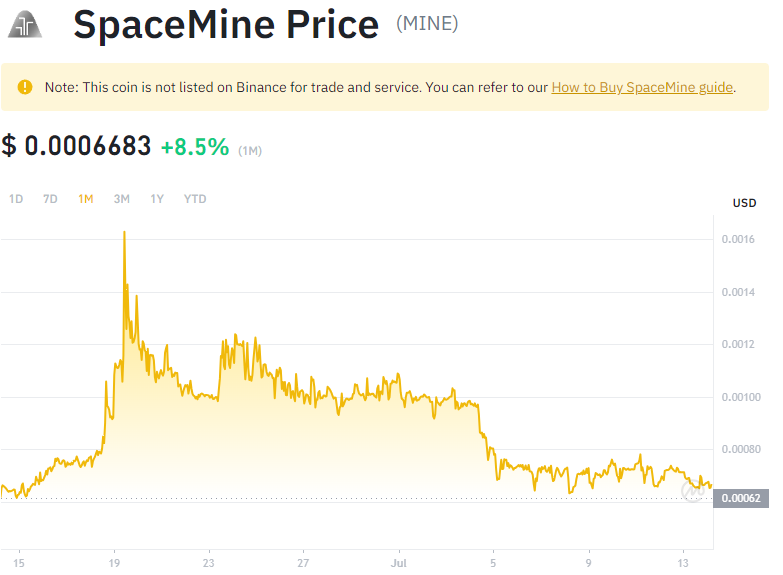 SpaceMine Price (MINE)
Note: This coin is not listed on Binance for trade and service. You can refer to our How to Buy SpaceMine guide.
$ 0.0006683 +8.5% (1M)
1D 7D 1M 3M 1Y YTD
USD
0.0016
0.0014
0.0012
0.00100
0.00080
0.00062
15 19 23 27 Jul 5 9 13